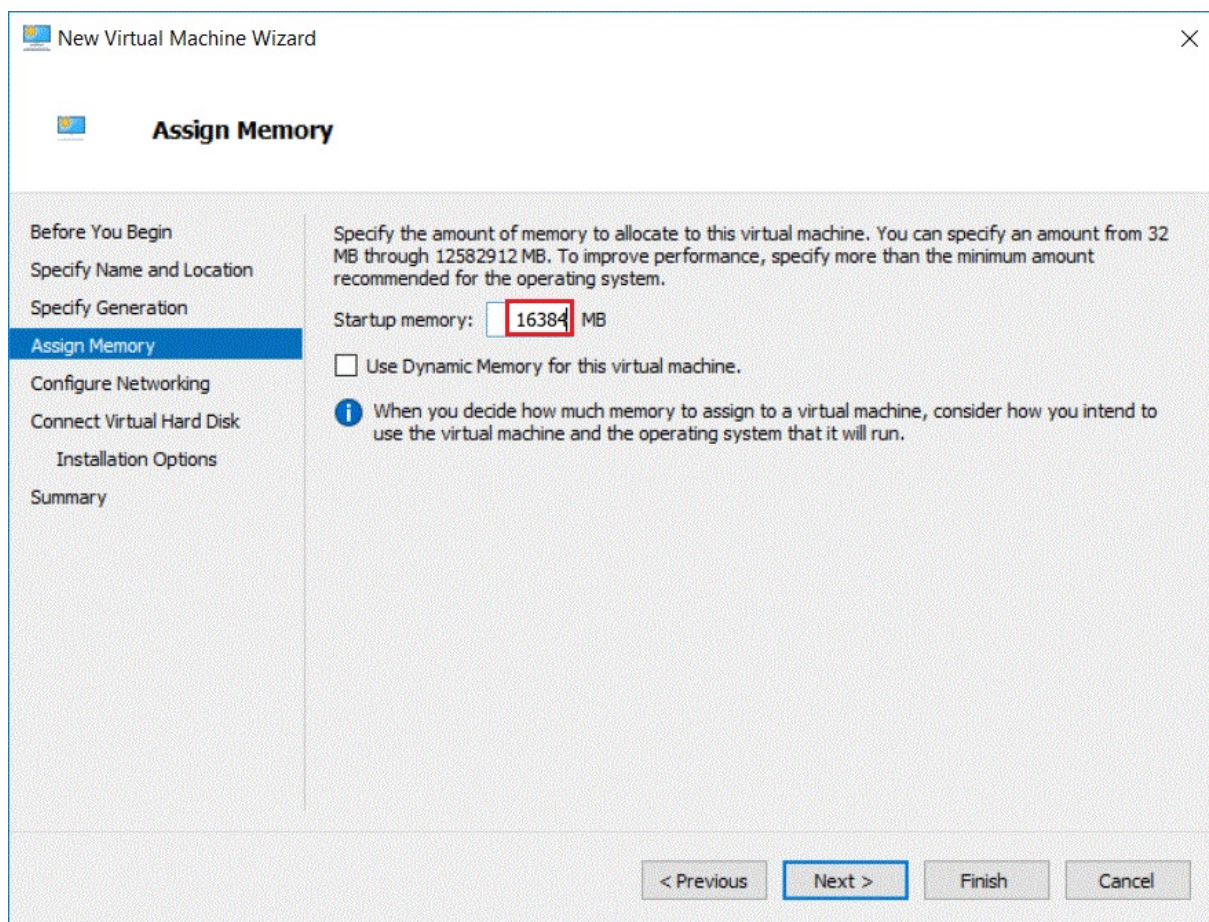 New Virtual Machine Wizard
Assign Memory
Before You Begin
Specify Name and Location
Specify Generation
Assign Memory
Configure Networking
Connect Virtual Hard Disk
Installation Options
Summary
Specify the amount of memory to allocate to this virtual machine. You can specify an amount from 32
MB through 12582912 MB. To improve performance, specify more than the minimum amount
recommended for the operating system.
Startup memory: 16384 MB
Use Dynamic Memory for this virtual machine.
When you decide how much memory to assign to a virtual machine, consider how you intend to
use the virtual machine and the operating system that it will run.
< Previous Next > Finish Cancel